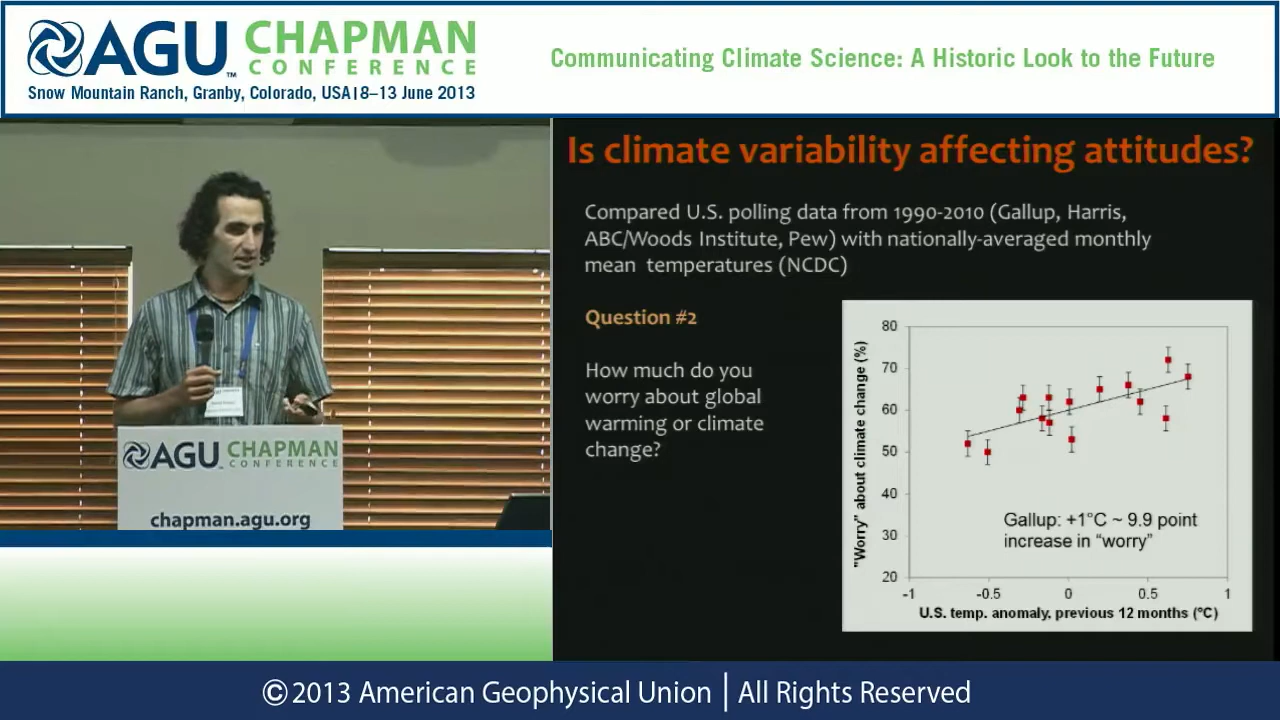 AGU CHAPMAN
CONFERENCE
™
Snow Mountain Ranch, Granby, Colorado, USA | 8–13 June 2013
Communicating Climate Science: A Historic Look to the Future
AGU CHAPMAN
CONFERENCE
chapman.agu.org
Is climate variability affecting attitudes?
Compared U.S. polling data from 1990-2010 (Gallup, Harris,
ABC/Woods Institute, Pew) with nationally-averaged monthly
mean temperatures (NCDC)
Question #2
How much do you
worry about global
warming or climate
change?
"Worry" about climate change (%)
80
70
60
50
40
30
20
Gallup: +1°C ~ 9.9 point
increase in “worry”
-1 -0.5 0 0.5 1
U.S. temp. anomaly, previous 12 months (°C)
©2013 American Geophysical Union | All Rights Reserved